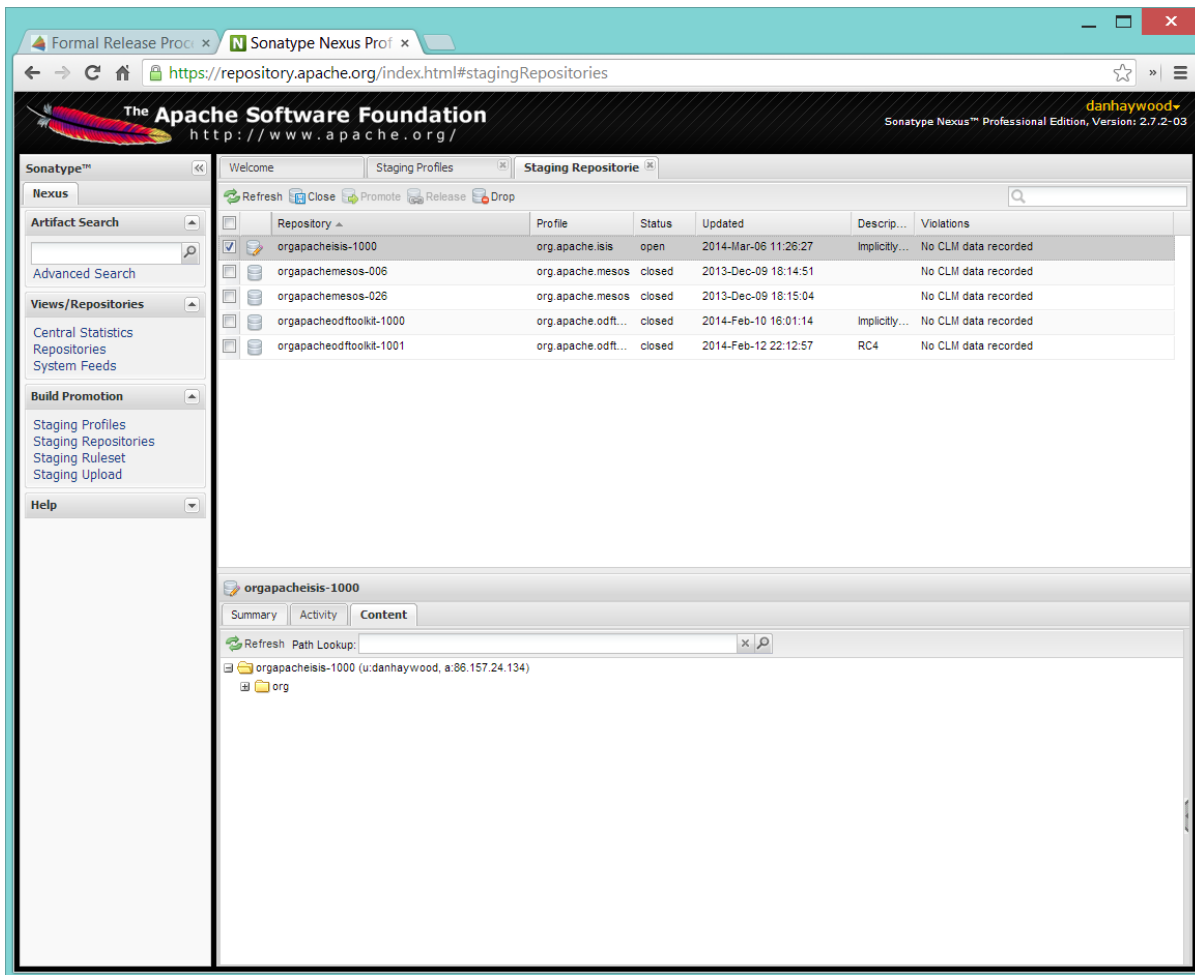 Formal Release Proc
Sonatype Nexus Prof
https://repository.apache.org/index.html#stagingRepositories
The Apache Software Foundation
http://www.apache.org/
danhaywood
Sonatype Nexus™ Professional Edition, Version: 2.7.2-03
Sonatype™
Nexus
Artifact Search
Advanced Search
Views/Repositories
Central Statistics
Repositories
System Feeds
Build Promotion
Staging Profiles
Staging Repositories
Staging Ruleset
Staging Upload
Help
Welcome Staging Profiles Staging Repositorie
Refresh Close Promote Release Drop
Repository Profile Status Updated Descrip... Violations
orgapacheisis-1000 org.apache.isis open 2014-Mar-06 11:26:27 Implicitly... No CLM data recorded
orgapachemesos-006 org.apache.mesos closed 2013-Dec-09 18:14:51 No CLM data recorded
orgapachemesos-026 org.apache.mesos closed 2013-Dec-09 18:15:04 No CLM data recorded
orgapacheodftoolkit-1000 org.apache.odft... closed 2014-Feb-10 16:01:14 Implicitly... No CLM data recorded
orgapacheodftoolkit-1001 org.apache.odft... closed 2014-Feb-12 22:12:57 RC4 No CLM data recorded
orgapacheisis-1000
Summary Activity Content
Refresh Path Lookup:
orgapacheisis-1000 (u:danhaywood, a:86.157.24.134)
org